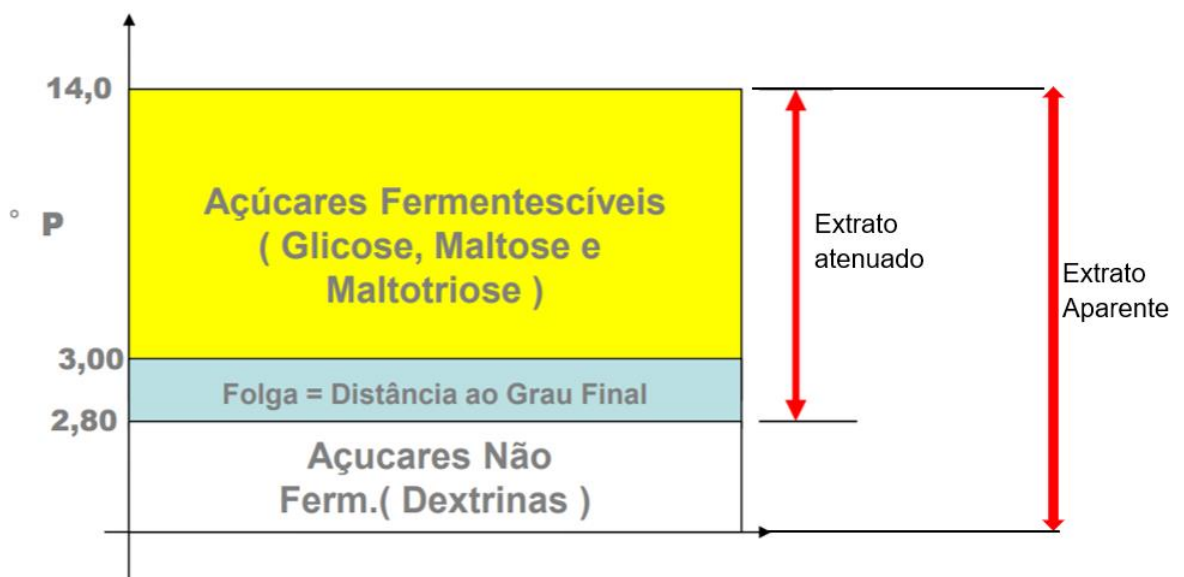 14,0
Açúcares Fermentescíveis
( Glicose, Maltose e
Maltotriose )
° P
Extrato
atenuado
Extrato
Aparente
3,00
Folga = Distância ao Grau Final
2,80
Açucares Não
Ferm.( Dextrinas )